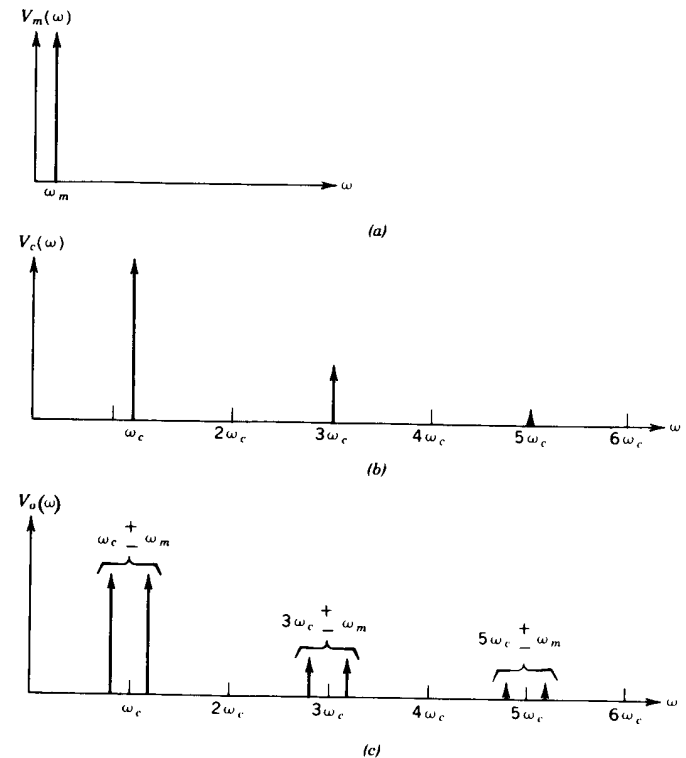 V_m(ω)
ω_m
ω
(a)
V_c(ω)
ω_c 2ω_c 3ω_c 4ω_c 5ω_c 6ω_c
ω
(b)
V_o(ω)
ω_c ± ω_m
3ω_c ± ω_m
5ω_c ± ω_m
ω_c 2ω_c 3ω_c 4ω_c 5ω_c 6ω_c
ω
(c)